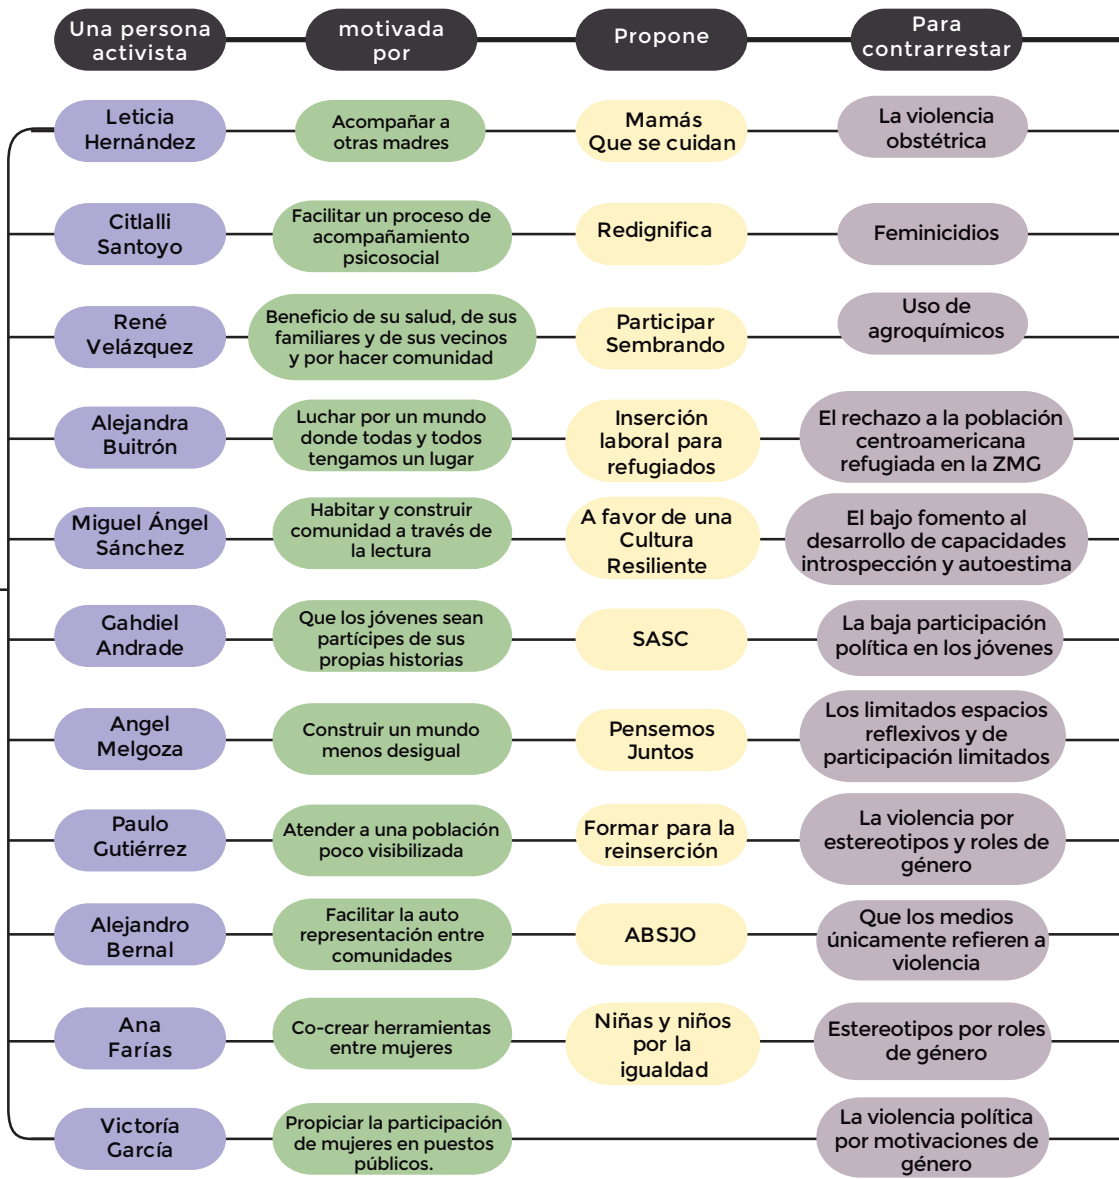 Una persona
activista
motivada
por
Propone
Para
contrarrestar
Leticia
Hernández
Acompañar a
otras madres
Mamás
Que se cuidan
La violencia
obstétrica
Citlalli
Santoyo
Facilitar un proceso de
acompañamiento
psicosocial
Redignifica
Feminicidios
René
Velázquez
Beneficio de su salud, de sus
familiares y de sus vecinos
y por hacer comunidad
Participar
Sembrando
Uso de
agroquímicos
Alejandra
Buitrón
Luchar por un mundo
donde todas y todos
tengamos un lugar
Inserción
laboral para
refugiados
El rechazo a la población
centroamericana
refugiada en la ZMG
Miguel Ángel
Sánchez
Habitar y construir
comunidad a través de
la lectura
A favor de una
Cultura
Resiliente
El bajo fomento al
desarrollo de capacidades
introspección y autoestima
Gahdiel
Andrade
Que los jóvenes sean
partícipes de sus
propias historias
SASC
La baja participación
política en los jóvenes
Angel
Melgoza
Construir un mundo
menos desigual
Pensemos
Juntos
Los limitados espacios
reflexivos y de
participación limitados
Paulo
Gutiérrez
Atender a una población
poco visibilizada
Formar para la
reinserción
La violencia por
estereotipos y roles de
género
Alejandro
Bernal
Facilitar la auto
representación entre
comunidades
ABSJO
Que los medios
únicamente refieren a
violencia
Ana
Farías
Co-crear herramientas
entre mujeres
Niñas y niños
por la
igualdad
Estereotipos por roles
de género
Victoría
García
Propiciar la participación
de mujeres en puestos
públicos.
La violencia política
por motivaciones de
género